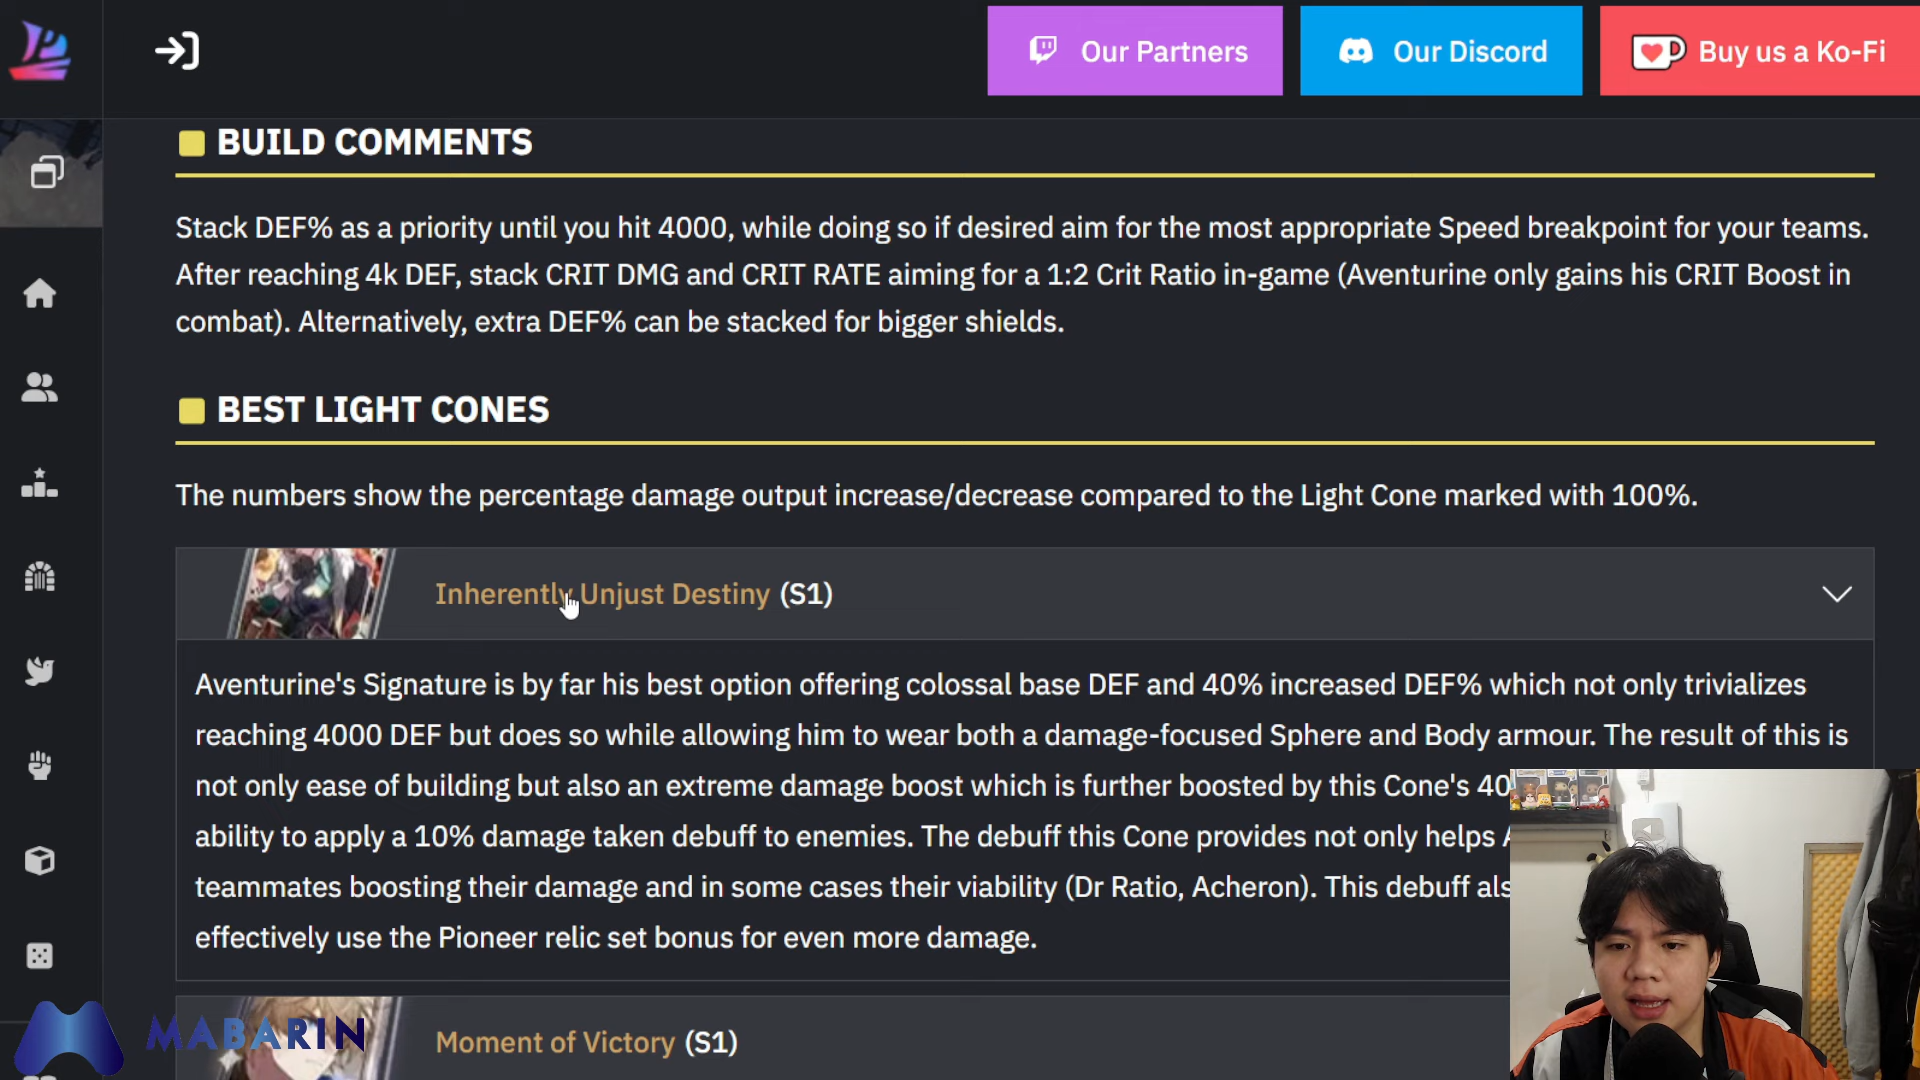 Our Partners
Our Discord
Buy us a Ko-Fi
BUILD COMMENTS
Stack DEF% as a priority until you hit 4000, while doing so if desired aim for the most appropriate Speed breakpoint for your teams.
After reaching 4k DEF, stack CRIT DMG and CRIT RATE aiming for a 1:2 Crit Ratio in-game (Aventurine only gains his CRIT Boost in
combat). Alternatively, extra DEF% can be stacked for bigger shields.
BEST LIGHT CONES
The numbers show the percentage damage output increase/decrease compared to the Light Cone marked with 100%.
Inherently Unjust Destiny (S1)
Aventurine's Signature is by far his best option offering colossal base DEF and 40% increased DEF% which not only trivializes
reaching 4000 DEF but does so while allowing him to wear both a damage-focused Sphere and Body armour. The result of this is
not only ease of building but also an extreme damage boost which is further boosted by this Cone's 40
ability to apply a 10% damage taken debuff to enemies. The debuff this Cone provides not only helps
teammates boosting their damage and in some cases their viability (Dr Ratio, Acheron). This debuff
effectively use the Pioneer relic set bonus for even more damage.
Moment of Victory (S1)
MABARIN